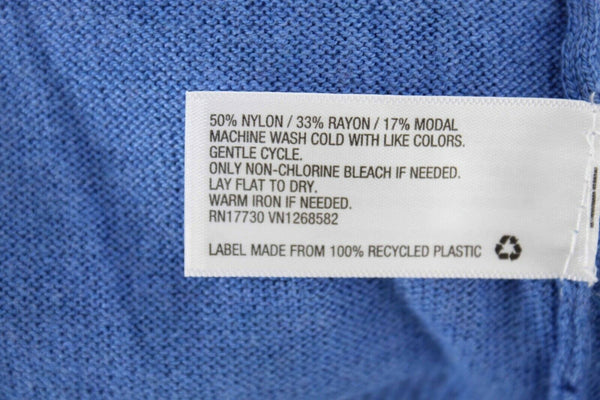 50% NYLON / 33% RAYON / 17% MODAL
MACHINE WASH COLD WITH LIKE COLORS.
GENTLE CYCLE.
ONLY NON-CHLORINE BLEACH IF NEEDED.
LAY FLAT TO DRY.
WARM IRON IF NEEDED.
RN17730 VN1268582
LABEL MADE FROM 100% RECYCLED PLASTIC